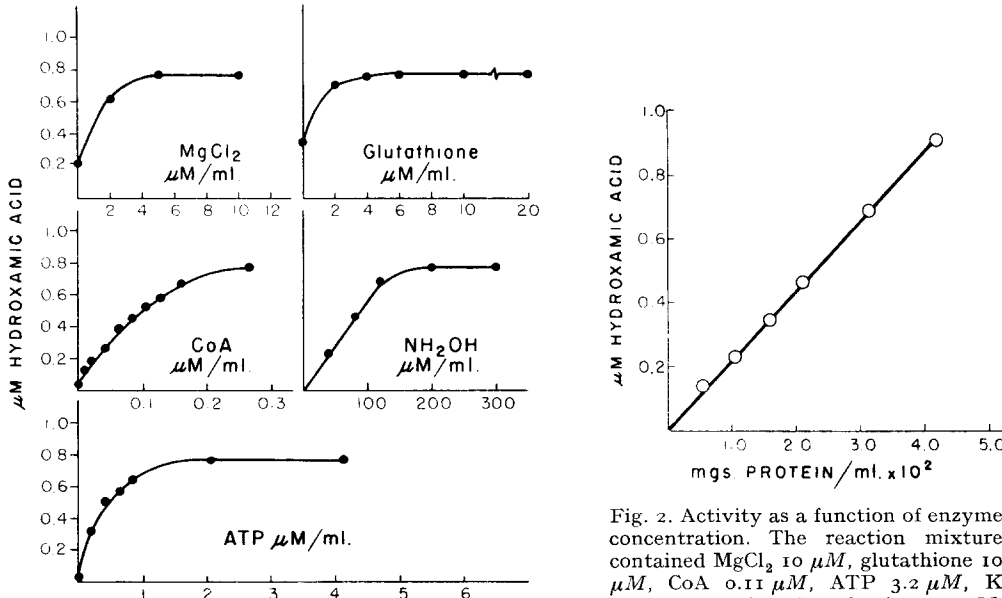 μM HYDROXAMIC ACID
1.0
0.8
0.6
0.4
0.2
MgCl₂
μM/ml.
2 4 6 8 10 12
Glutathione
μM/ml.
2 4 6 8 10 20
1.0
0.8
0.6
0.4
0.2
CoA
μM/ml.
0.1 0.2 0.3
NH₂OH
μM/ml.
100 200 300
1.0
0.8
0.6
0.4
0.2
ATP μM/ml.
1 2 3 4 5 6
μM HYDROXAMIC ACID
1.0
0.8
0.6
0.4
0.2
1.0 2.0 3.0 4.0 5.0
mgs. PROTEIN/ml. x 10²
Fig. 2. Activity as a function of enzyme
concentration. The reaction mixture
contained MgCl₂ 10 μM, glutathione 10
μM, CoA 0.11 μM, ATP 3.2 μM, K